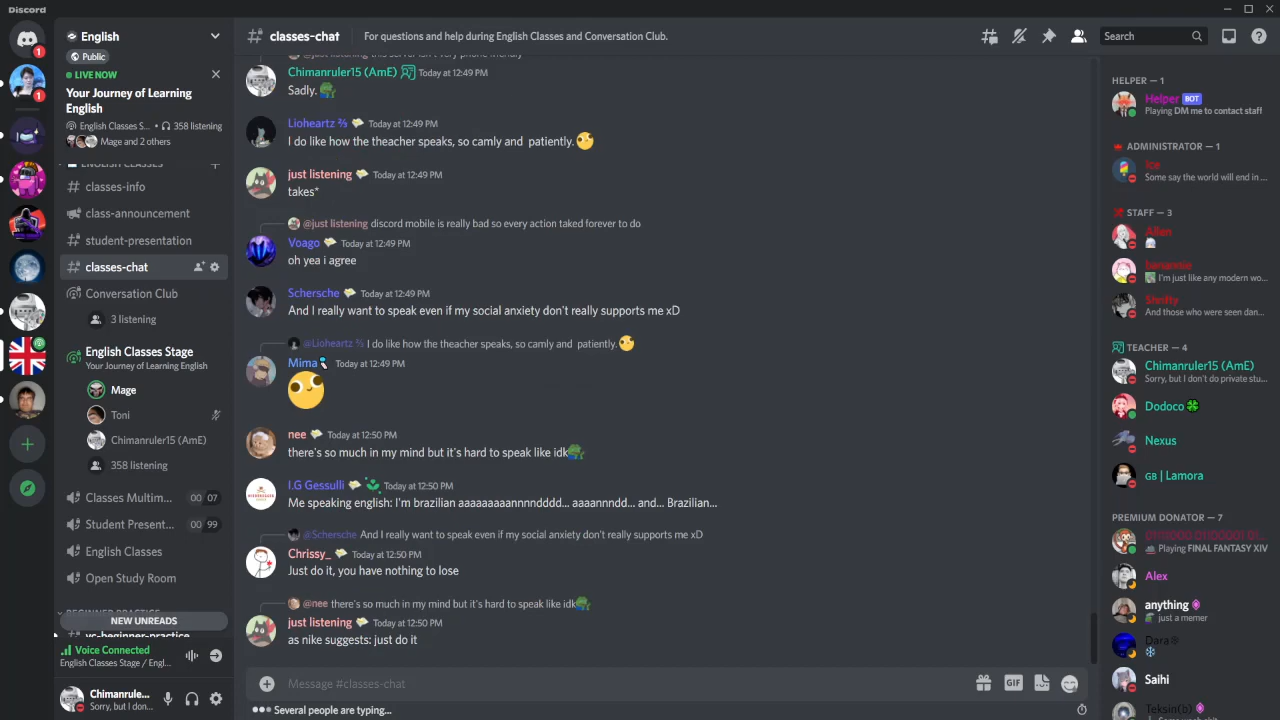 Discord
English
Public
LIVE NOW
Your Journey of Learning
English
English Classes S... • 358 listening
Mage and 2 others
ENGLISH CLASSES
classes-info
class-announcement
student-presentation
classes-chat
Conversation Club
3 listening
English Classes Stage
Your Journey of Learning English
Mage
Toni
Chimanruler15 (AmE)
358 listening
Classes Multim... 00 07
Student Present... 00 99
English Classes
Open Study Room
BEGINNER PRACTICE
NEW UNREADS
vc-beginner-practice
Voice Connected
English Classes Stage / Engl...
Chimanrule...
Sorry, but I don...
1
1
classes-chat
For questions and help during English Classes and Conversation Club.
Search
Chimanruler15 (AmE) Today at 12:49 PM
Sadly.
Lioheartz ⅔ Today at 12:49 PM
I do like how the theacher speaks, so camly and patiently.
just listening Today at 12:49 PM
takes*
@just listening discord mobile is really bad so every action taked forever to do
Voago Today at 12:49 PM
oh yea i agree
Schersche Today at 12:49 PM
And I really want to speak even if my social anxiety don't really supports me xD
@Lioheartz ⅔ I do like how the theacher speaks, so camly and patiently.
Mima Today at 12:49 PM
nee Today at 12:50 PM
there's so much in my mind but it's hard to speak like idk
I.G Gessulli Today at 12:50 PM
Me speaking english: I'm brazilian aaaaaaaaannnndddd... aaaanndd... and... Brazilian...
@Schersche And I really want to speak even if my social anxiety don't really supports me xD
Chrissy_ Today at 12:50 PM
Just do it, you have nothing to lose
@nee there's so much in my mind but it's hard to speak like idk
just listening Today at 12:50 PM
as nike suggests: just do it
Message #classes-chat
GIF
Several people are typing...
HELPER — 1
Helper BOT
Playing DM me to contact staff
ADMINISTRATOR — 1
Ice
Some say the world will end in ...
STAFF — 3
Allen
I'm just like any modern wo...
Shrifty
And those who were seen dan...
TEACHER — 4
Chimanruler15 (AmE)
Sorry, but I don't do private stu...
Dodoco
Nexus
GB | Lamora
PREMIUM DONATOR — 7
Playing FINAL FANTASY XIV
Alex
anything
just a memer
Dara
Saihi
Teksin(b)